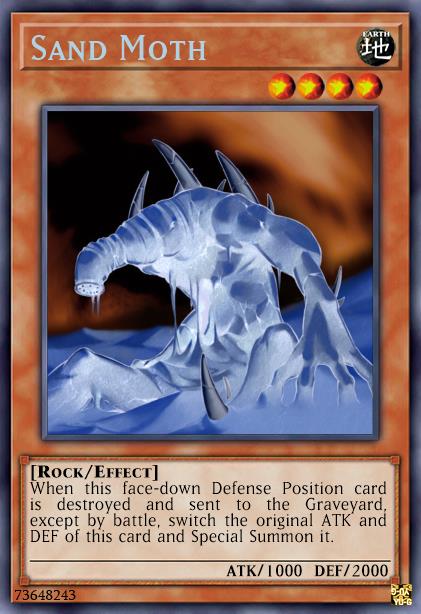 Sand Moth
EARTH
地
[Rock/Effect]
When this face-down Defense Position card
is destroyed and sent to the Graveyard,
except by battle, switch the original ATK and
DEF of this card and Special Summon it.
ATK/1000 DEF/2000
73648243